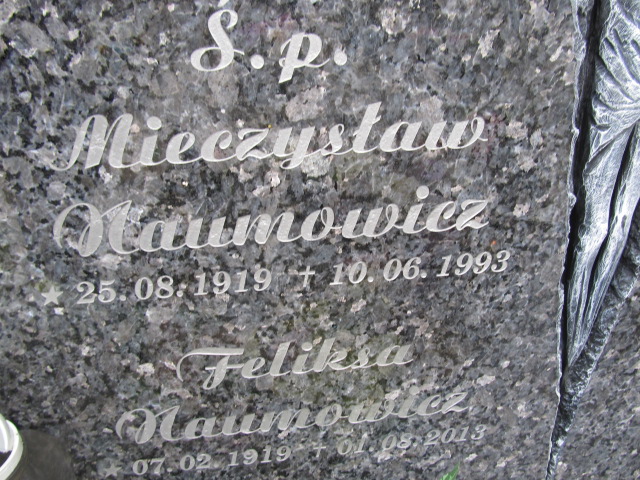 Ś.p.
Mieczysław
Naumowicz
★ 25.08.1919 † 10.06.1993
Feliksa
Naumowicz
★ 07.02.1919 † 01.08.2013